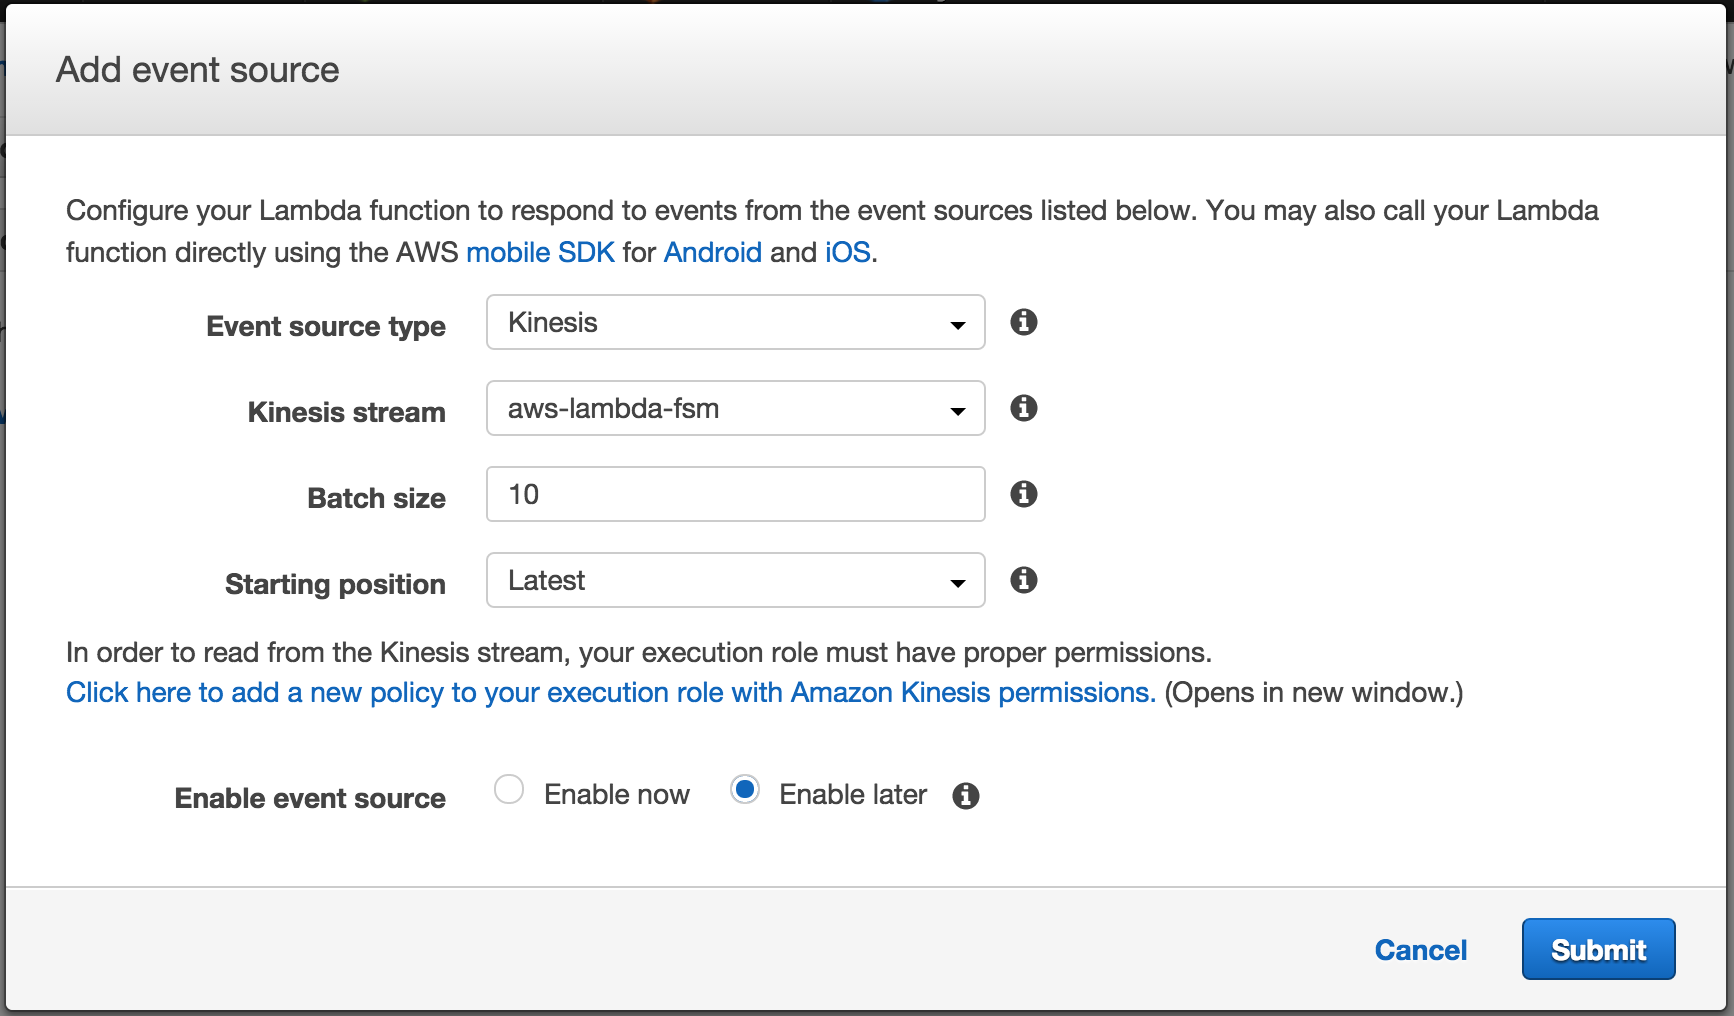 Add event source
Configure your Lambda function to respond to events from the event sources listed below. You may also call your Lambda
function directly using the AWS mobile SDK for Android and iOS.
Event source type Kinesis
Kinesis stream aws-lambda-fsm
Batch size 10
Starting position Latest
In order to read from the Kinesis stream, your execution role must have proper permissions.
Click here to add a new policy to your execution role with Amazon Kinesis permissions. (Opens in new window.)
Enable event source Enable now Enable later
Cancel Submit